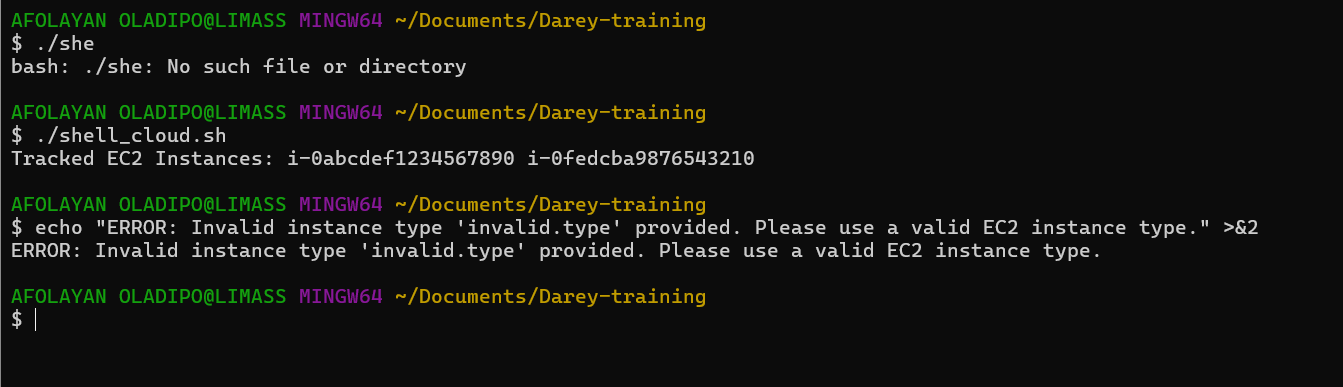 AFOLAYAN OLADIPO@LIMASS MINGW64 ~/Documents/Darey-training
$ ./she
bash: ./she: No such file or directory
AFOLAYAN OLADIPO@LIMASS MINGW64 ~/Documents/Darey-training
$ ./shell_cloud.sh
Tracked EC2 Instances: i-0abcdef1234567890 i-0fedcba9876543210
AFOLAYAN OLADIPO@LIMASS MINGW64 ~/Documents/Darey-training
$ echo "ERROR: Invalid instance type 'invalid.type' provided. Please use a valid EC2 instance type." >&2
ERROR: Invalid instance type 'invalid.type' provided. Please use a valid EC2 instance type.
AFOLAYAN OLADIPO@LIMASS MINGW64 ~/Documents/Darey-training
$